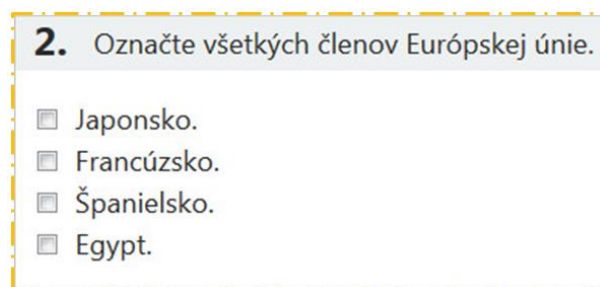 2. Označte všetkých členov Európskej únie.
Japonsko.
Francúzsko.
Španielsko.
Egypt.